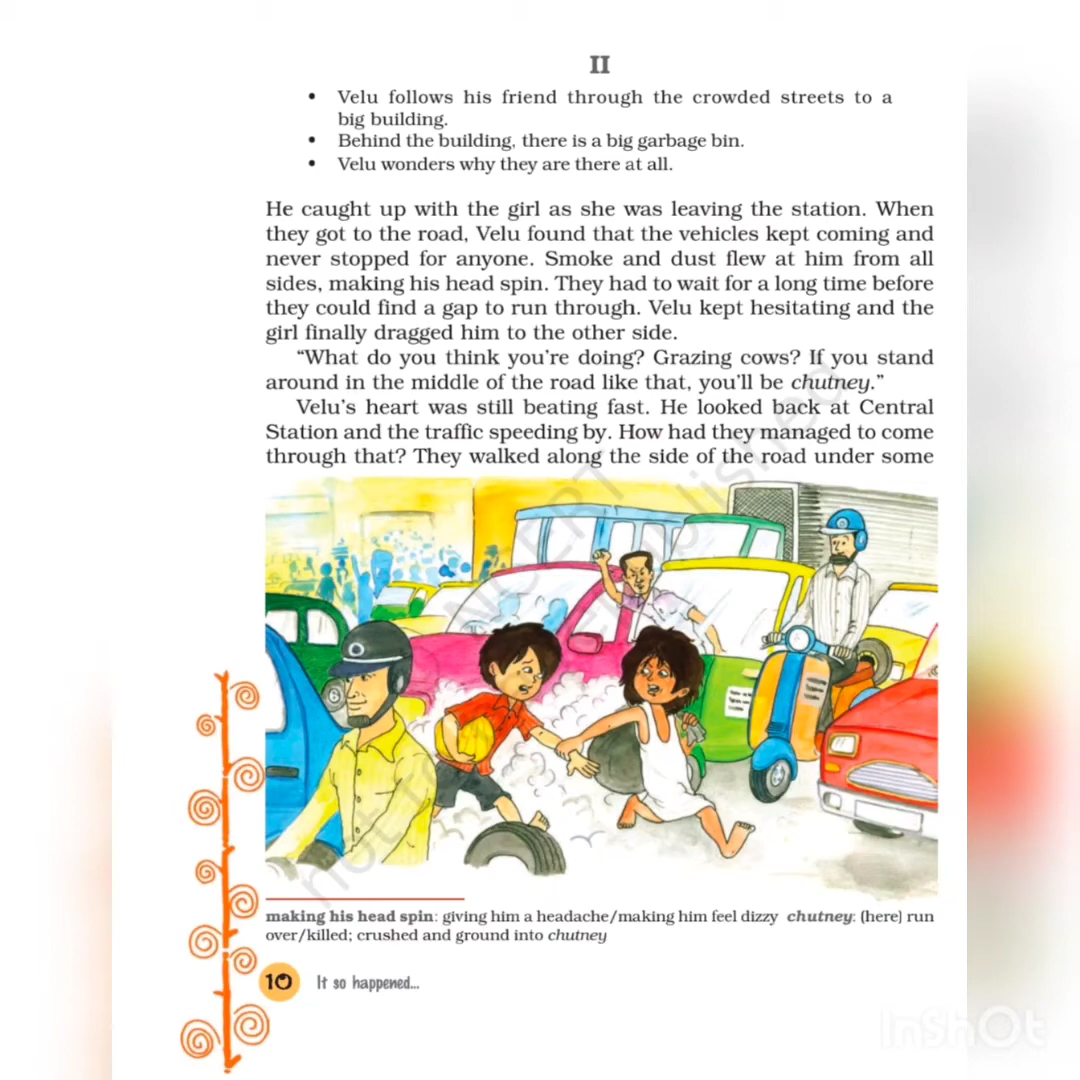 II
• Velu follows his friend through the crowded streets to a
big building.
• Behind the building, there is a big garbage bin.
• Velu wonders why they are there at all.
He caught up with the girl as she was leaving the station. When
they got to the road, Velu found that the vehicles kept coming and
never stopped for anyone. Smoke and dust flew at him from all
sides, making his head spin. They had to wait for a long time before
they could find a gap to run through. Velu kept hesitating and the
girl finally dragged him to the other side.
“What do you think you’re doing? Grazing cows? If you stand
around in the middle of the road like that, you’ll be chutney.”
Velu’s heart was still beating fast. He looked back at Central
Station and the traffic speeding by. How had they managed to come
through that? They walked along the side of the road under some
making his head spin: giving him a headache/making him feel dizzy chutney: (here) run
over/killed; crushed and ground into chutney
10 It so happened...
InShOt